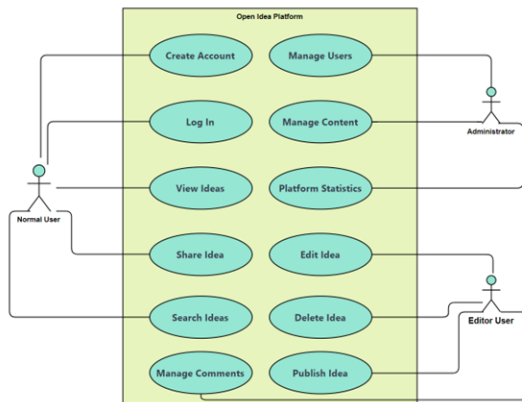 Open Idea Platform
Create Account
Manage Users
Log In
Manage Content
Administrator
View Ideas
Platform Statistics
Normal User
Share Idea
Edit Idea
Search Ideas
Delete Idea
Editor User
Manage Comments
Publish Idea